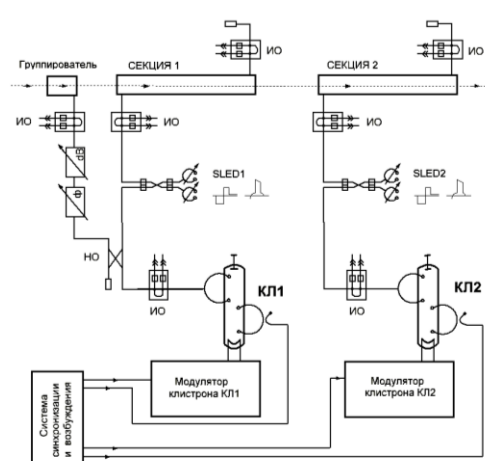 ИО
ИО
Группирователь
СЕКЦИЯ 1
СЕКЦИЯ 2
ИО
ИО
ИО
dB
SLED1
SLED2
φ
НО
ИО
КЛ1
ИО
КЛ2
Система
синхронизации
и возбуждения
Модулятор
клистрона КЛ1
Модулятор
клистрона КЛ2